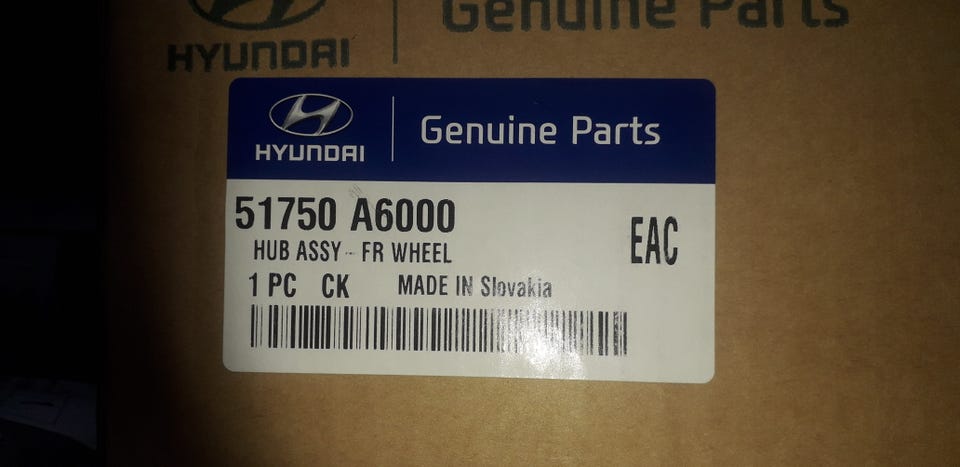 HYUNDAI
Genuine Parts
HYUNDAI
Genuine Parts
51750 A6000
HUB ASSY - FR WHEEL
EAC
1 PC CK MADE IN Slovakia